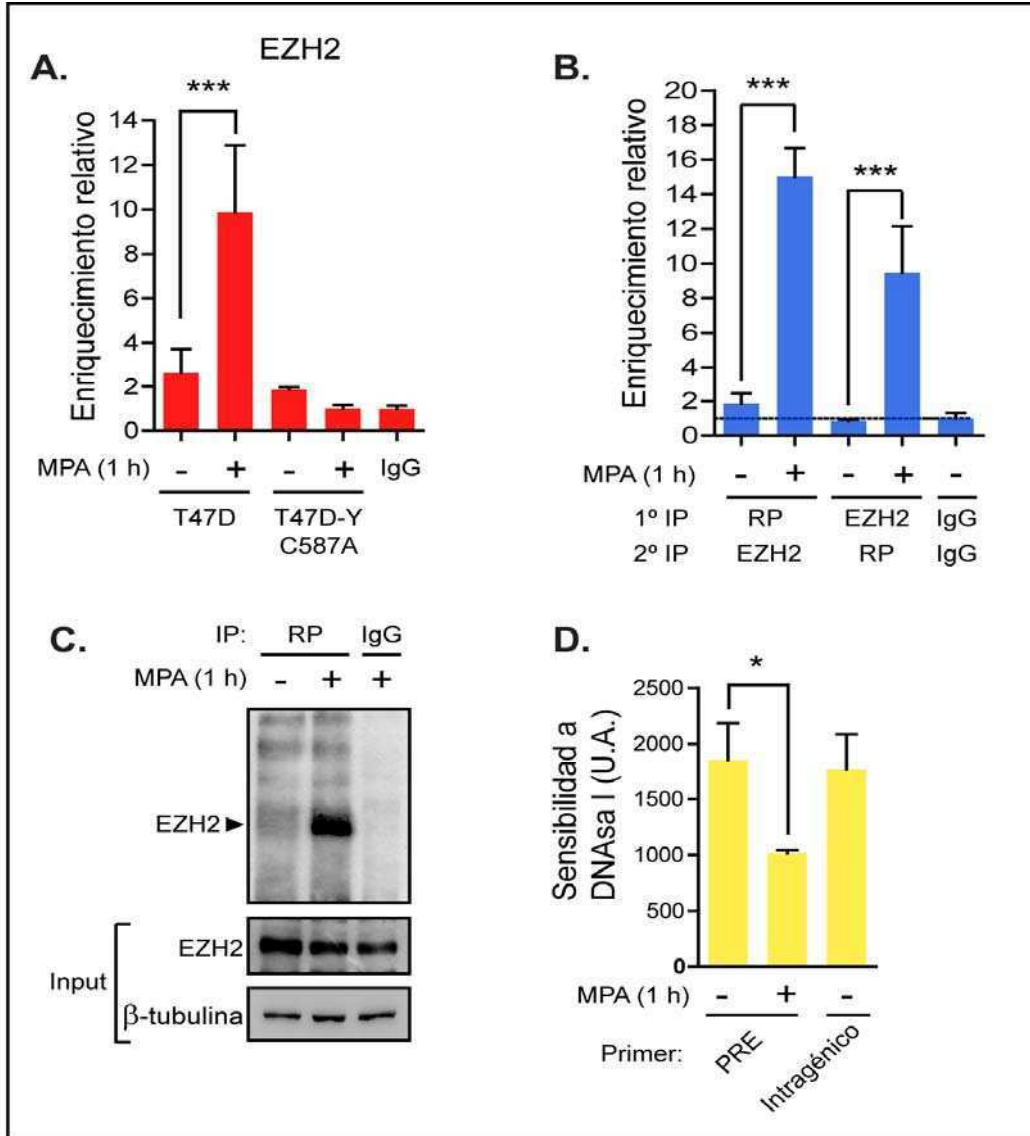 A.
EZH2
***
Enriquecimiento relativo
14
12
10
8
6
4
2
0
MPA (1 h) - + - + IgG
T47D T47D-Y
C587A
B.
***
***
Enriquecimiento relativo
20
18
16
14
12
10
8
6
4
2
0
MPA (1 h) - + - + -
1º IP RP EZH2 IgG
2º IP EZH2 RP IgG
C.
IP: RP IgG
MPA (1 h) - + +
EZH2
Input
EZH2
β-tubulina
D.
*
Sensibilidad a
DNAsa I (U.A.)
2500
2000
1500
1000
500
0
MPA (1 h) - + -
Primer: PRE Intragénico